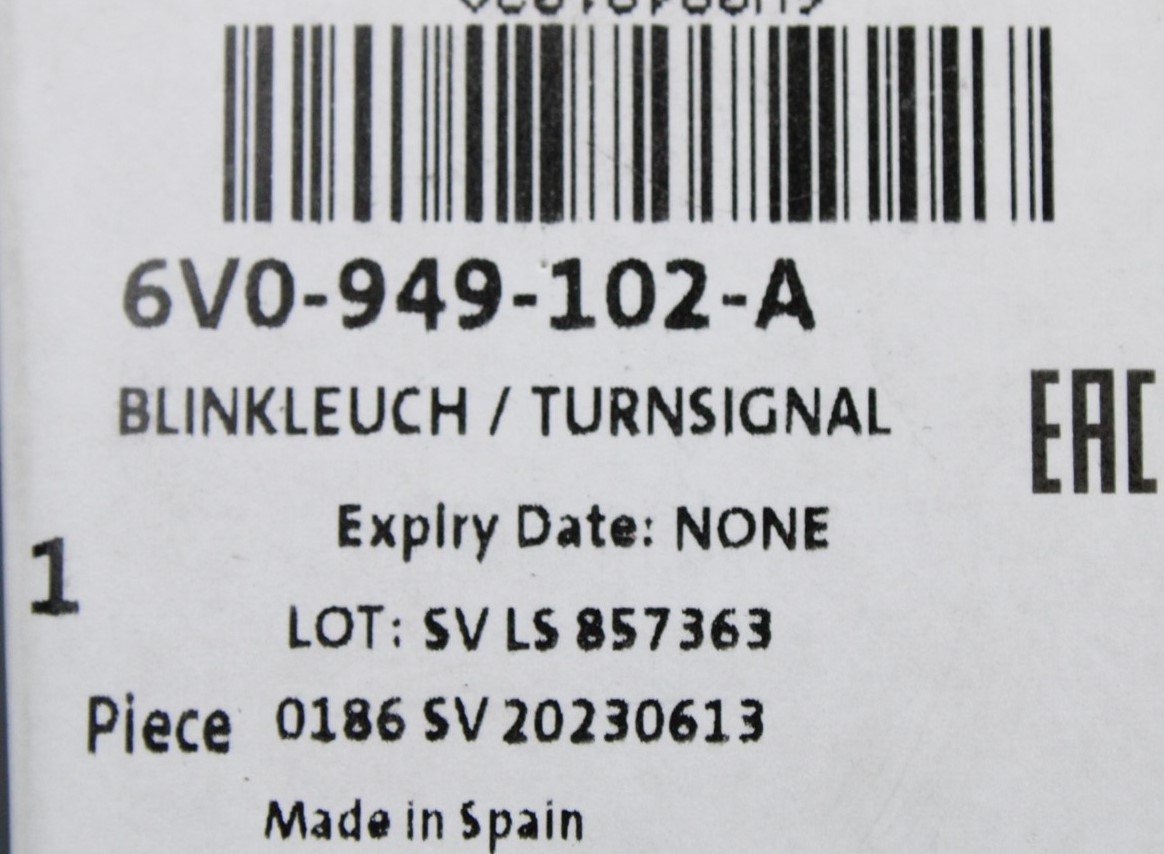 6V0-949-102-A
BLINKLEUCH / TURNSIGNAL
EAC
Expiry Date: NONE
1
LOT: SV LS 857363
Piece 0186 SV 20230613
Made in Spain